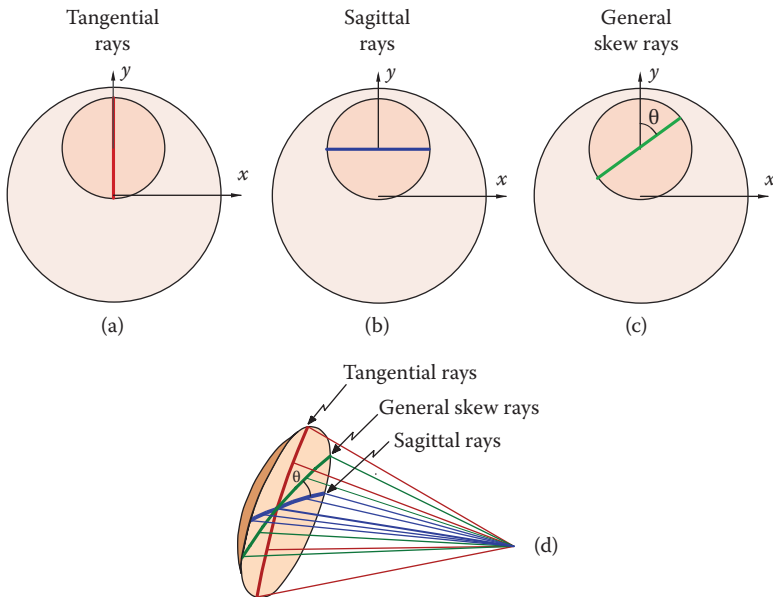 Tangential
rays
Sagittal
rays
General
skew rays
y
y
y
θ
x
x
x
(a)
(b)
(c)
Tangential rays
General skew rays
Sagittal rays
θ
(d)